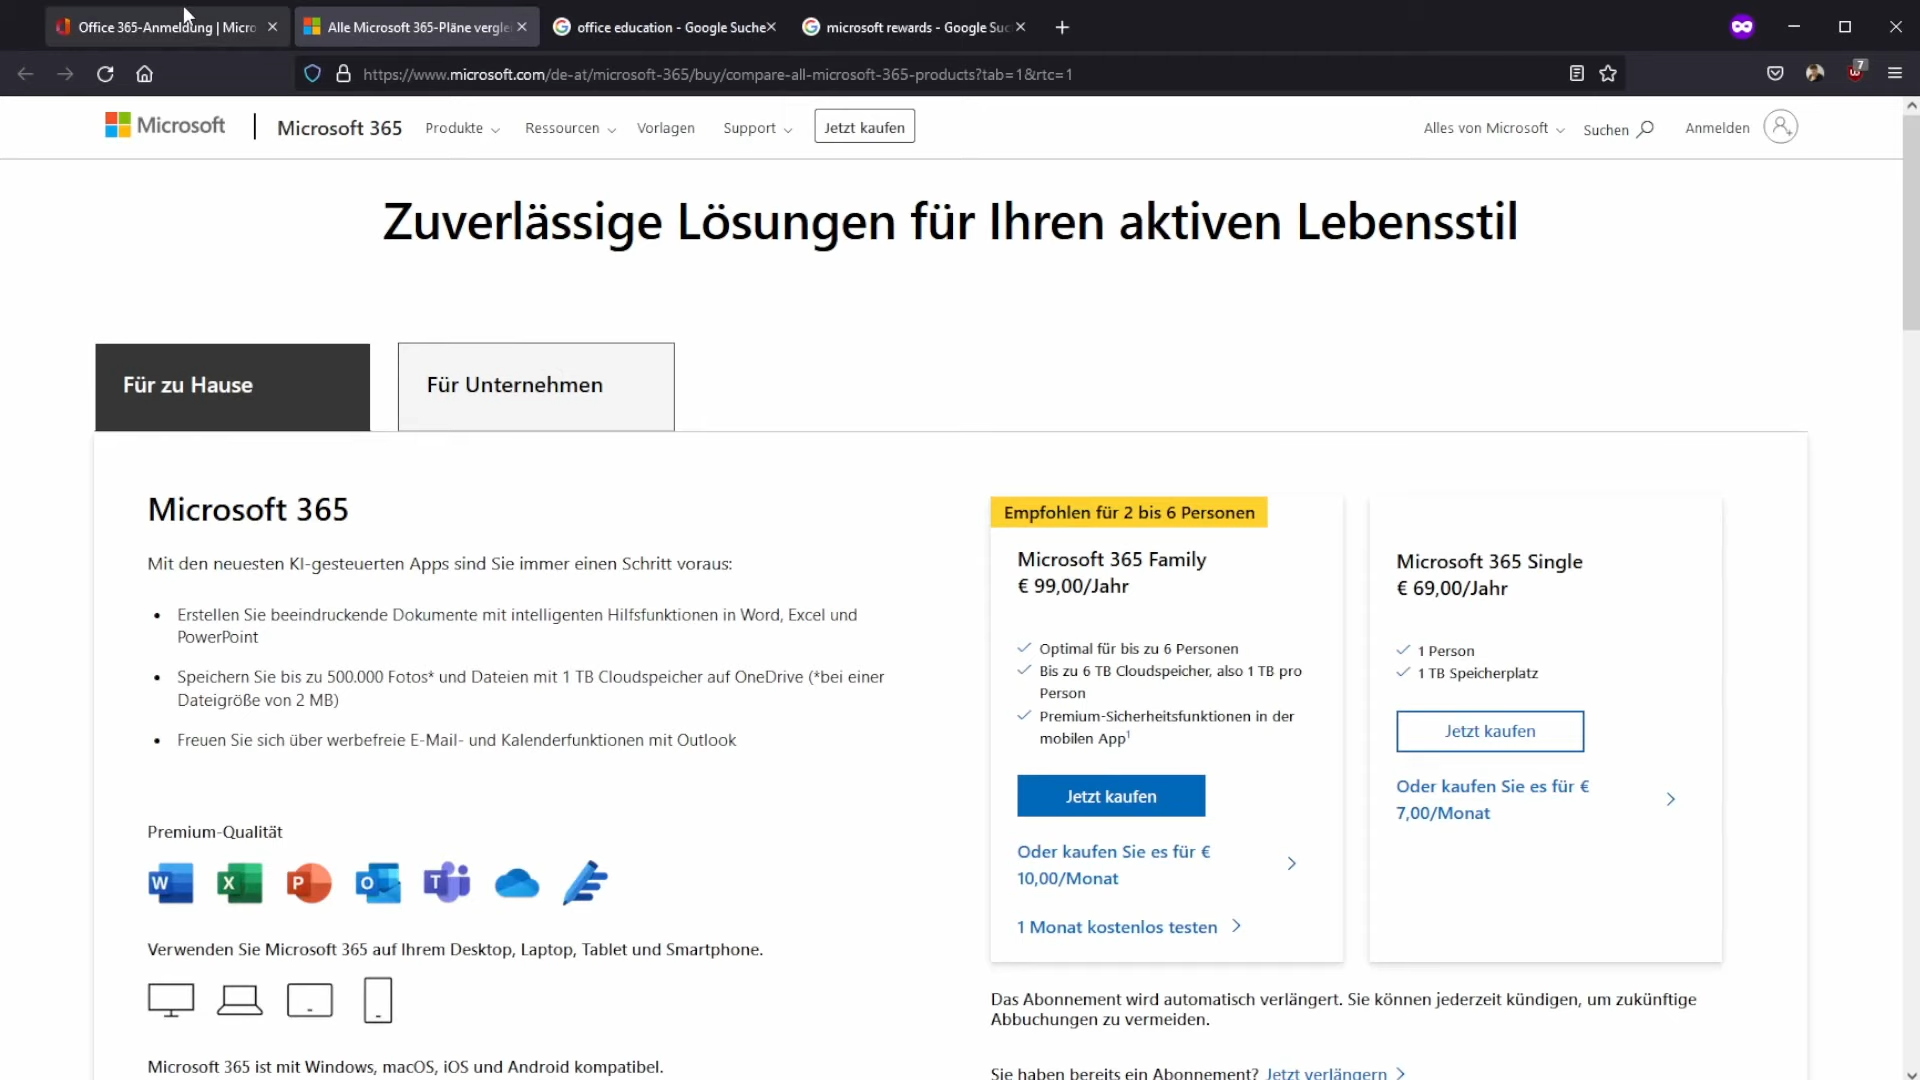 Office 365-Anmeldung | Micro
Alle Microsoft 365-Pläne vergle
office education - Google Suche
microsoft rewards - Google Suc
https://www.microsoft.com/de-at/microsoft-365/buy/compare-all-microsoft-365-products?tab=1&rtc=1
7
Microsoft
Microsoft 365
Produkte
Ressourcen
Vorlagen
Support
Jetzt kaufen
Alles von Microsoft
Suchen
Anmelden
Zuverlässige Lösungen für Ihren aktiven Lebensstil
Für zu Hause
Für Unternehmen
Microsoft 365
Mit den neuesten KI-gesteuerten Apps sind Sie immer einen Schritt voraus:
• Erstellen Sie beeindruckende Dokumente mit intelligenten Hilfsfunktionen in Word, Excel und
PowerPoint
• Speichern Sie bis zu 500.000 Fotos* und Dateien mit 1 TB Cloudspeicher auf OneDrive (*bei einer
Dateigröße von 2 MB)
• Freuen Sie sich über werbefreie E-Mail- und Kalenderfunktionen mit Outlook
Premium-Qualität
W
X
P
O
T
Verwenden Sie Microsoft 365 auf Ihrem Desktop, Laptop, Tablet und Smartphone.
Microsoft 365 ist mit Windows, macOS, iOS und Android kompatibel.
Empfohlen für 2 bis 6 Personen
Microsoft 365 Family
€ 99,00/Jahr
Optimal für bis zu 6 Personen
Bis zu 6 TB Cloudspeicher, also 1 TB pro
Person
Premium-Sicherheitsfunktionen in der
mobilen App¹
Jetzt kaufen
Oder kaufen Sie es für €
10,00/Monat
1 Monat kostenlos testen
Microsoft 365 Single
€ 69,00/Jahr
1 Person
1 TB Speicherplatz
Jetzt kaufen
Oder kaufen Sie es für €
7,00/Monat
Das Abonnement wird automatisch verlängert. Sie können jederzeit kündigen, um zukünftige
Abbuchungen zu vermeiden.
Sie haben bereits ein Abonnement? Jetzt verlängern